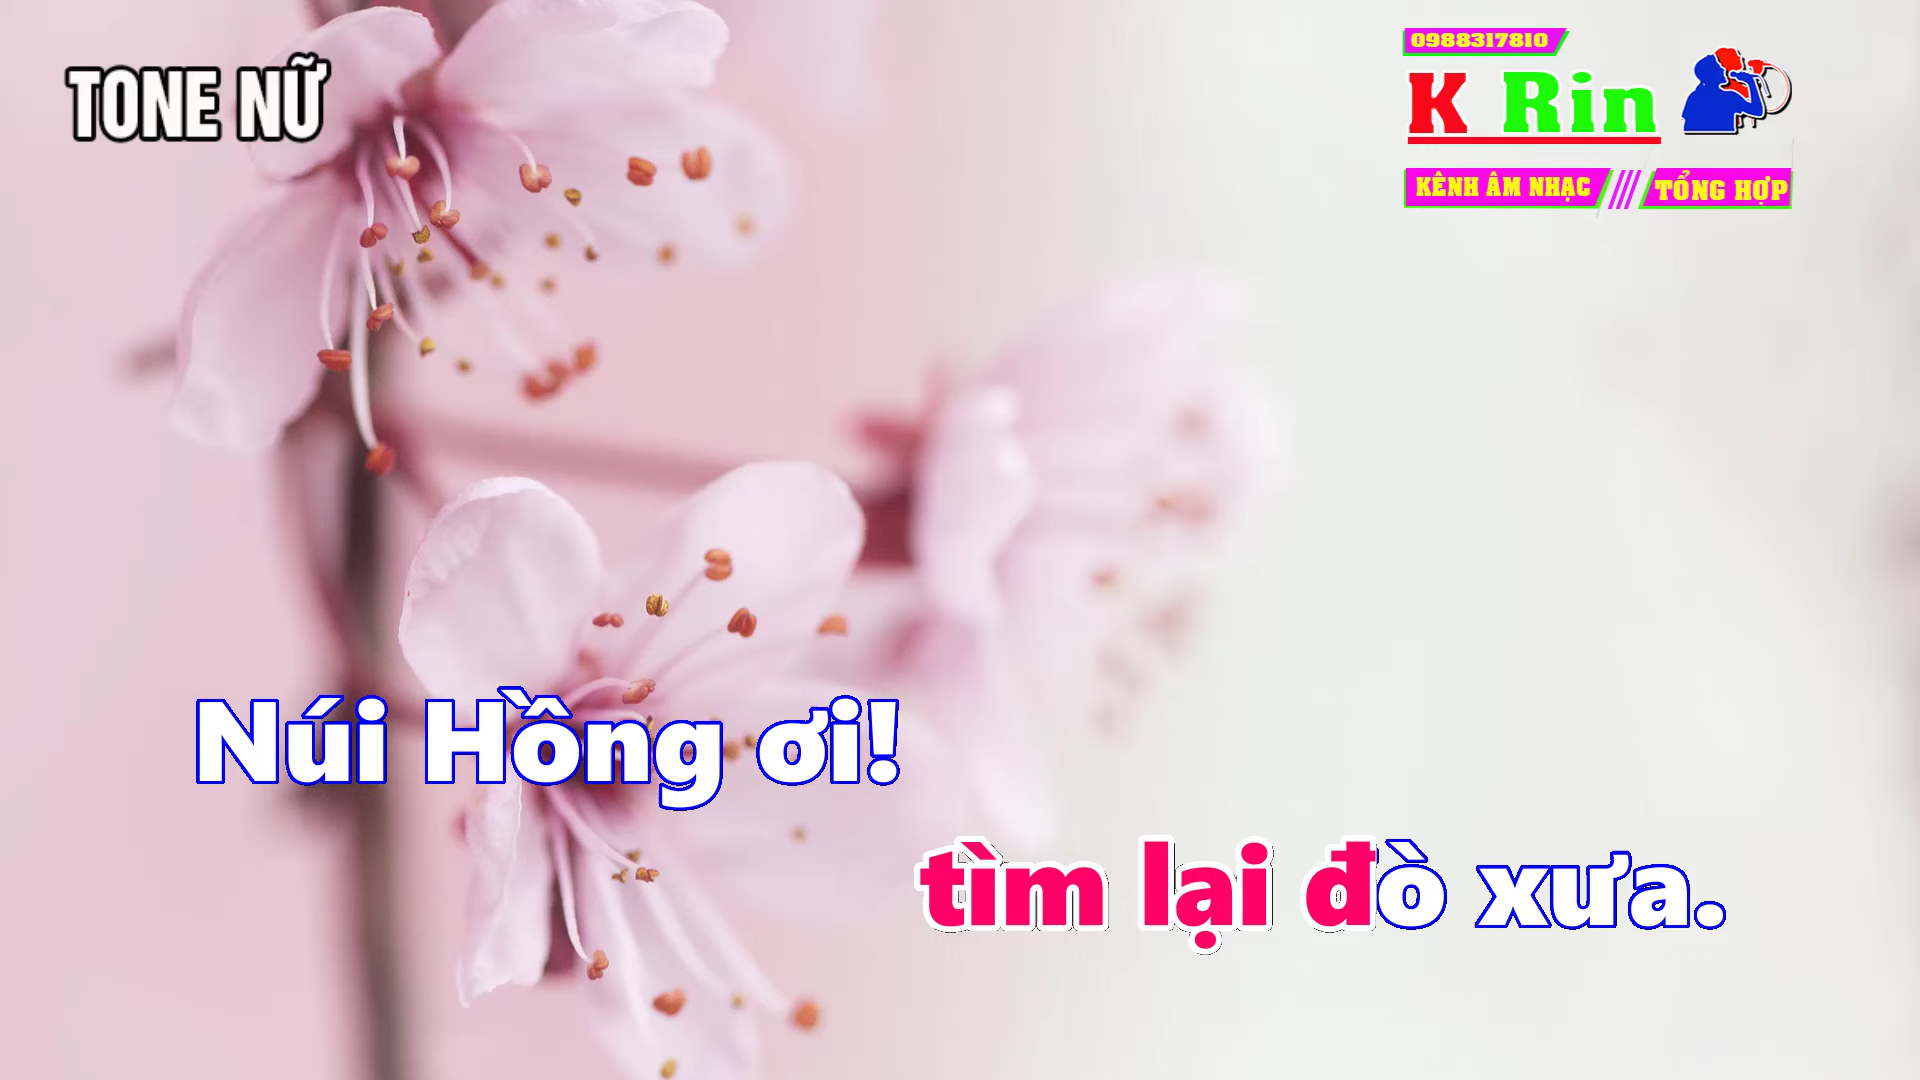 TONE NỮ
0988317810
K Rin
KÊNH ÂM NHẠC /// TỔNG HỢP
Núi Hồng ơi!
tìm lại đò xưa.